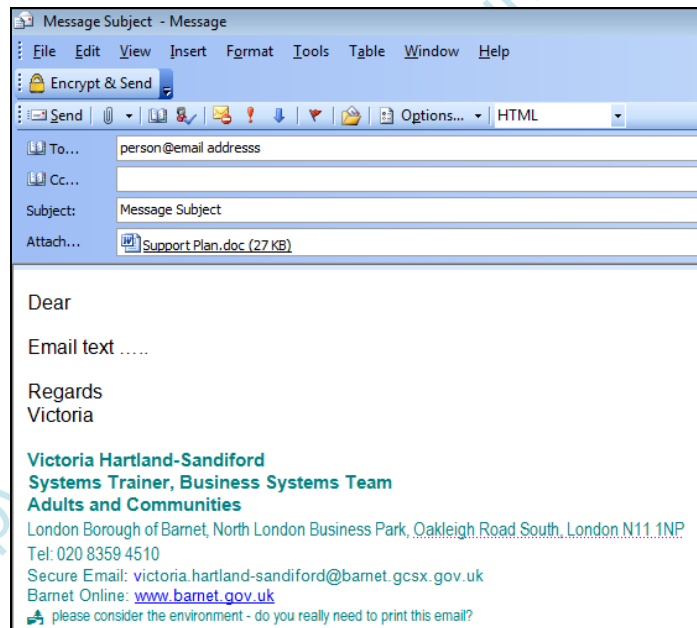 Message Subject - Message
File Edit View Insert Format Tools Table Window Help
Encrypt & Send
Send Options... HTML
To... person@email addresss
Cc...
Subject: Message Subject
Attach... Support Plan.doc (27 KB)
Dear
Email text .....
Regards
Victoria
Victoria Hartland-Sandiford
Systems Trainer, Business Systems Team
Adults and Communities
London Borough of Barnet, North London Business Park, Oakleigh Road South, London N11 1NP
Tel: 020 8359 4510
Secure Email: victoria.hartland-sandiford@barnet.gcsx.gov.uk
Barnet Online: www.barnet.gov.uk
please consider the environment - do you really need to print this email?